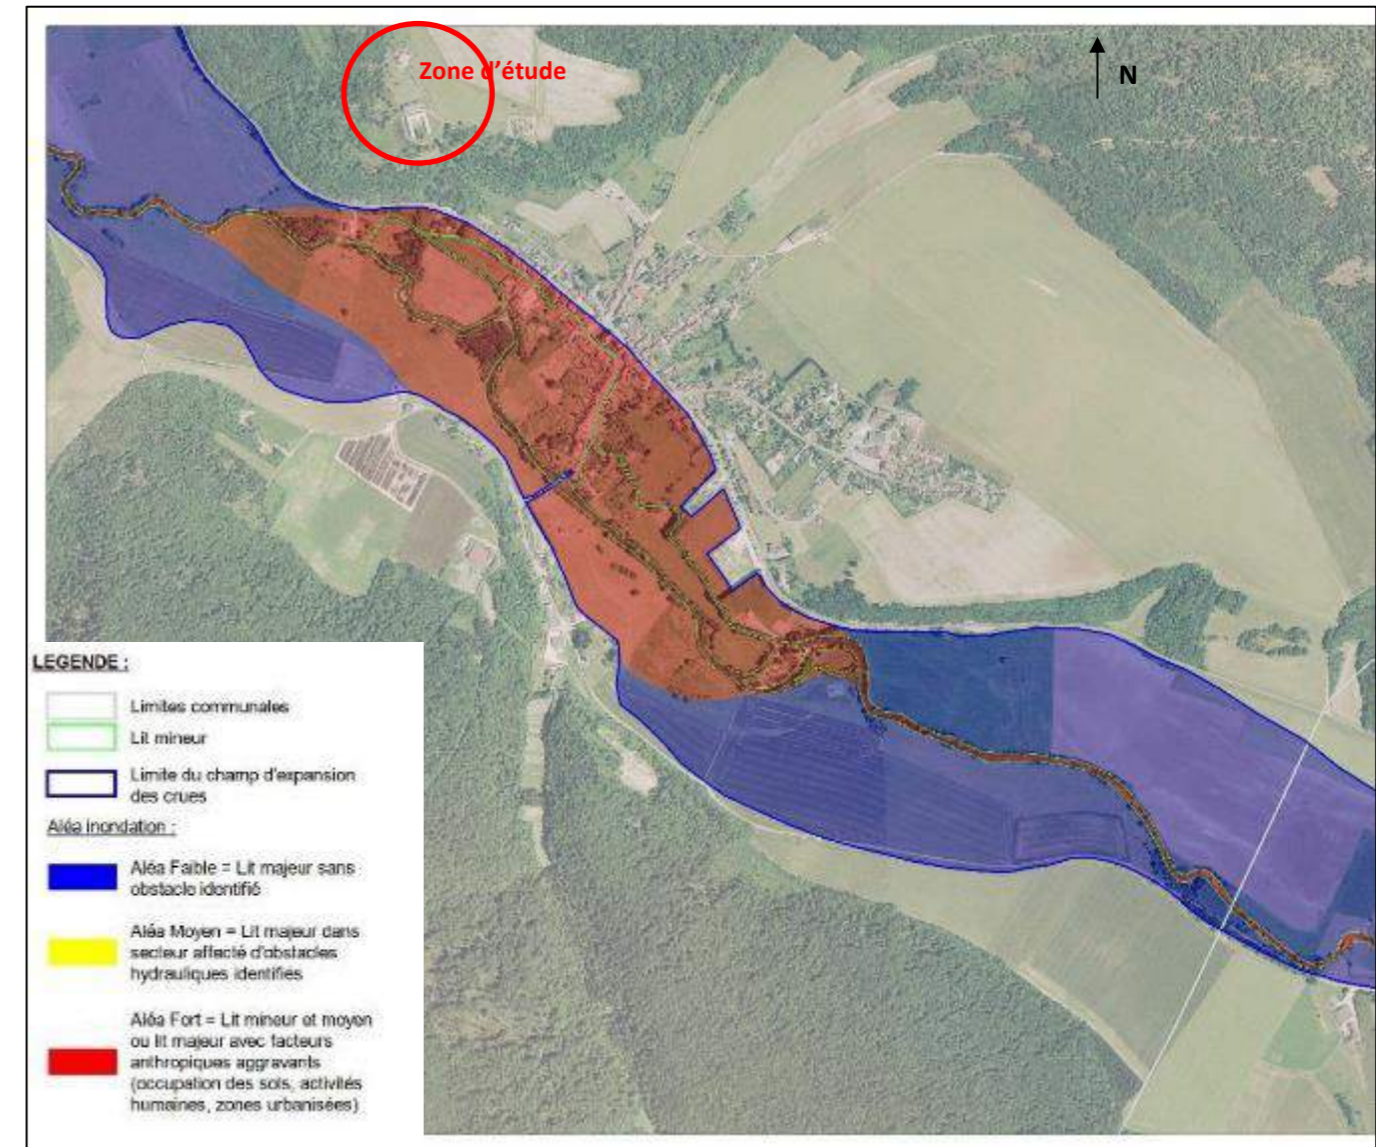 Zone d'étude
N
LEGENDE :
Limites communales
Lit mineur
Limite du champ d'expansion
des crues
Aléa inondation :
Aléa Faible = Lit majeur sans
obstacle identifié
Aléa Moyen = Lit majeur dans
secteur affecté d'obstacles
hydrauliques identifiés
Aléa Fort = Lit mineur et moyen
ou lit majeur avec facteurs
anthropiques aggravants
(occupation des sols, activités
humaines, zones urbanisées)